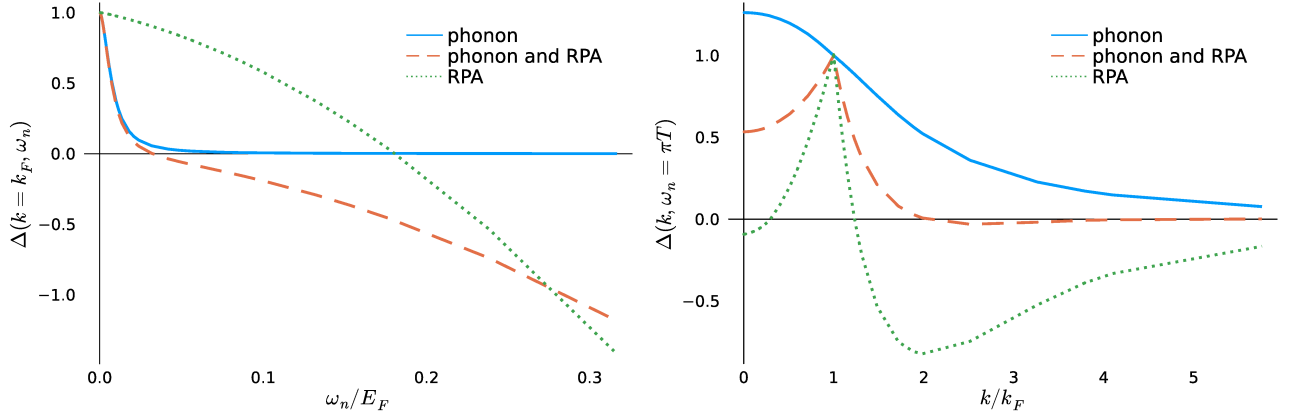 1.0
0.5
0.0
−0.5
−1.0
Δ(k = k_F, ω_n)
phonon
phonon and RPA
RPA
0.0 0.1 0.2 0.3
ω_n/E_F
1.0
0.5
0.0
−0.5
Δ(k, ω_n = πT)
phonon
phonon and RPA
RPA
0 1 2 3 4 5
k/k_F